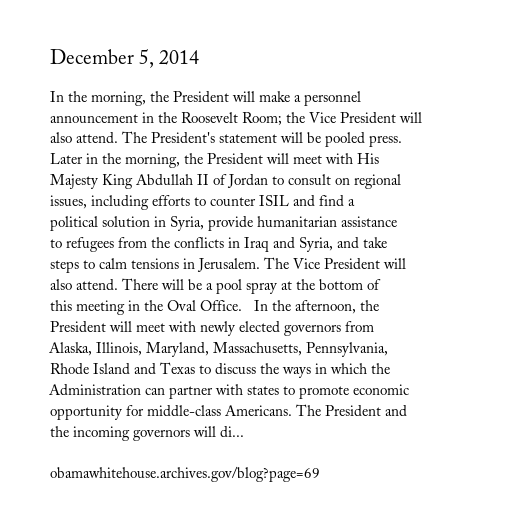 December 5, 2014
In the morning, the President will make a personnel
announcement in the Roosevelt Room; the Vice President will
also attend. The President's statement will be pooled press.
Later in the morning, the President will meet with His
Majesty King Abdullah II of Jordan to consult on regional
issues, including efforts to counter ISIL and find a
political solution in Syria, provide humanitarian assistance
to refugees from the conflicts in Iraq and Syria, and take
steps to calm tensions in Jerusalem. The Vice President will
also attend. There will be a pool spray at the bottom of
this meeting in the Oval Office.   In the afternoon, the
President will meet with newly elected governors from
Alaska, Illinois, Maryland, Massachusetts, Pennsylvania,
Rhode Island and Texas to discuss the ways in which the
Administration can partner with states to promote economic
opportunity for middle-class Americans. The President and
the incoming governors will di...
obamawhitehouse.archives.gov/blog?page=69